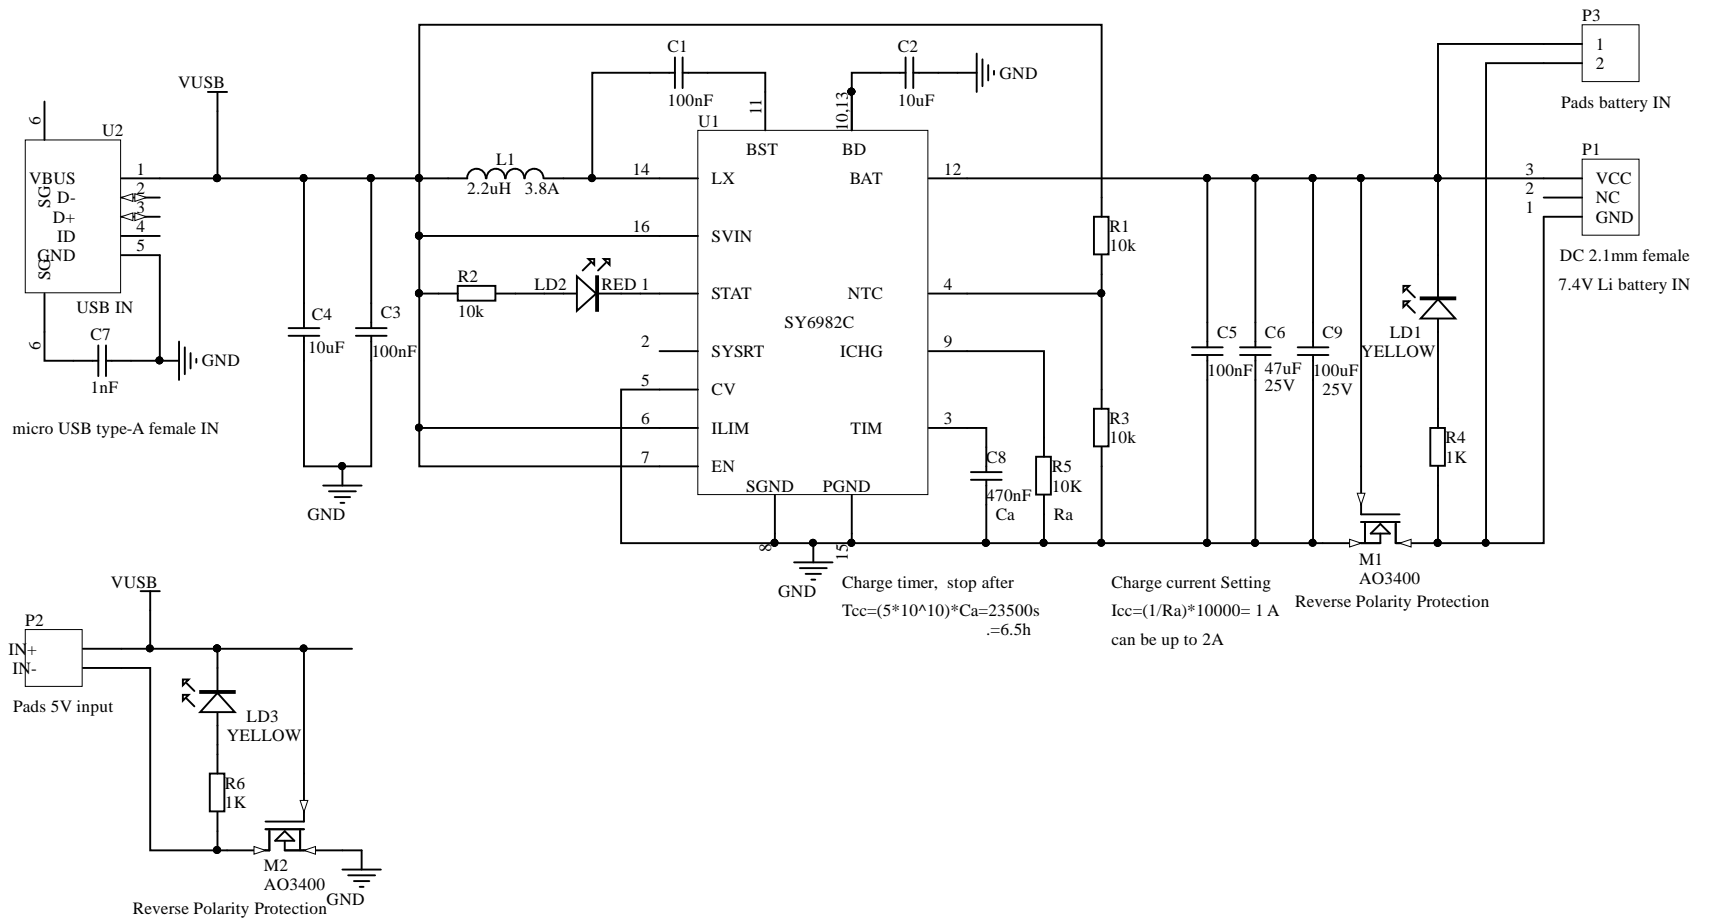 P3
1
2
Pads battery IN
C1
100nF
C2
10uF
GND
VUSB
11
10,13
U1
BST
BD
6
U2
VBUS
SG
D-
D+
ID
GND
SG
1
2
3
4
5
USB IN
6
C7
1nF
GND
micro USB type-A female IN
L1
2.2uH 3.8A
14
LX
BAT
12
16
SVIN
R2
10k
LD2
RED
1
STAT
NTC
4
SY6982C
2
SYSRT
ICHG
9
5
CV
6
ILIM
TIM
3
7
EN
SGND
PGND
8
15
GND
C4
10uF
C3
100nF
GND
R1
10k
R3
10k
C8
470nF
Ca
R5
10K
Ra
C5
100nF
C6
47uF
25V
C9
100uF
25V
LD1
YELLOW
R4
1K
P1
3
2
1
VCC
NC
GND
DC 2.1mm female
7.4V Li battery IN
M1
AO3400
Reverse Polarity Protection
Charge timer, stop after
Tcc=(5*10^10)*Ca=23500s
.=6.5h
Charge current Setting
Icc=(1/Ra)*10000= 1 A
can be up to 2A
VUSB
P2
IN+
IN-
Pads 5V input
LD3
YELLOW
R6
1K
M2
AO3400
GND
Reverse Polarity Protection